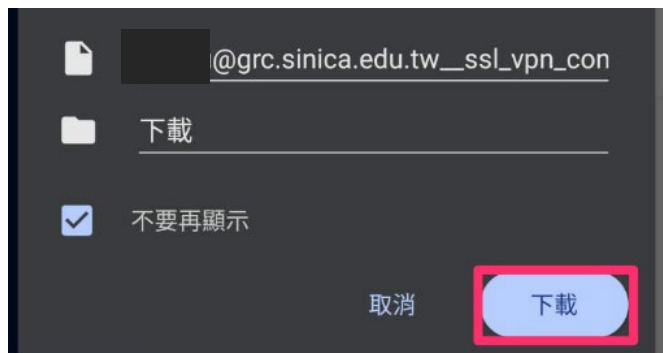 @grc.sinica.edu.tw__ssl_vpn_con
下載
不要再顯示
取消 下載